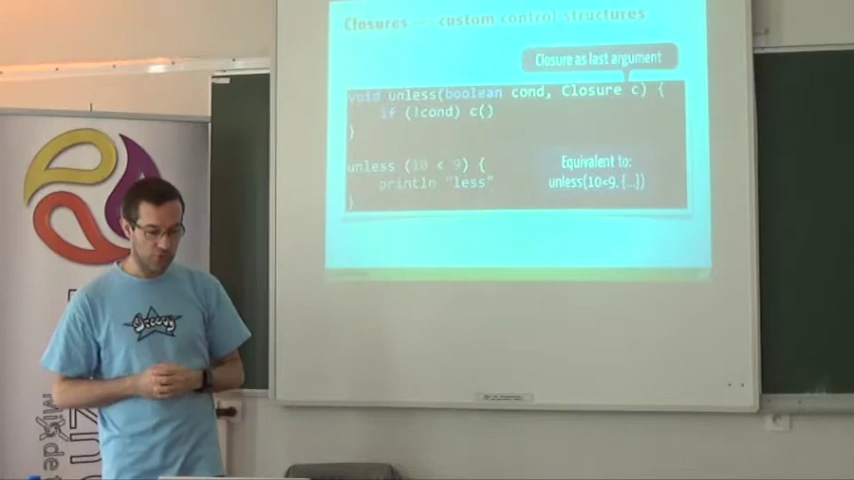 Closures — custom control structures
Closure as last argument
void unless(boolean cond, Closure c) {
if (!cond) c()
}
unless (10 < 9) {
println "less"
}
Equivalent to:
unless(10<9, {...})
Groovy